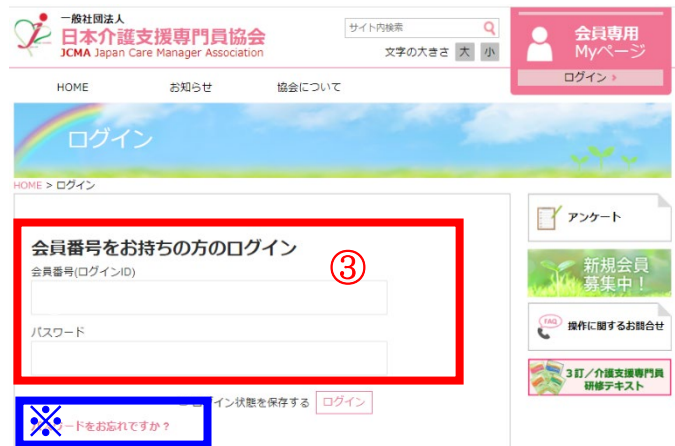 一般社団法人
日本介護支援専門員協会
JCMA Japan Care Manager Association
サイト内検索
文字の大きさ 大 小
会員専用
Myページ
ログイン
HOME お知らせ 協会について
ログイン
HOME > ログイン
会員番号をお持ちの方のログイン
③
会員番号(ログインID)
パスワード
イン状態を保存する ログイン
※
ードをお忘れですか？
アンケート
新規会員
募集中！
FAQ 操作に関するお問合せ
3訂／介護支援専門員
研修テキスト